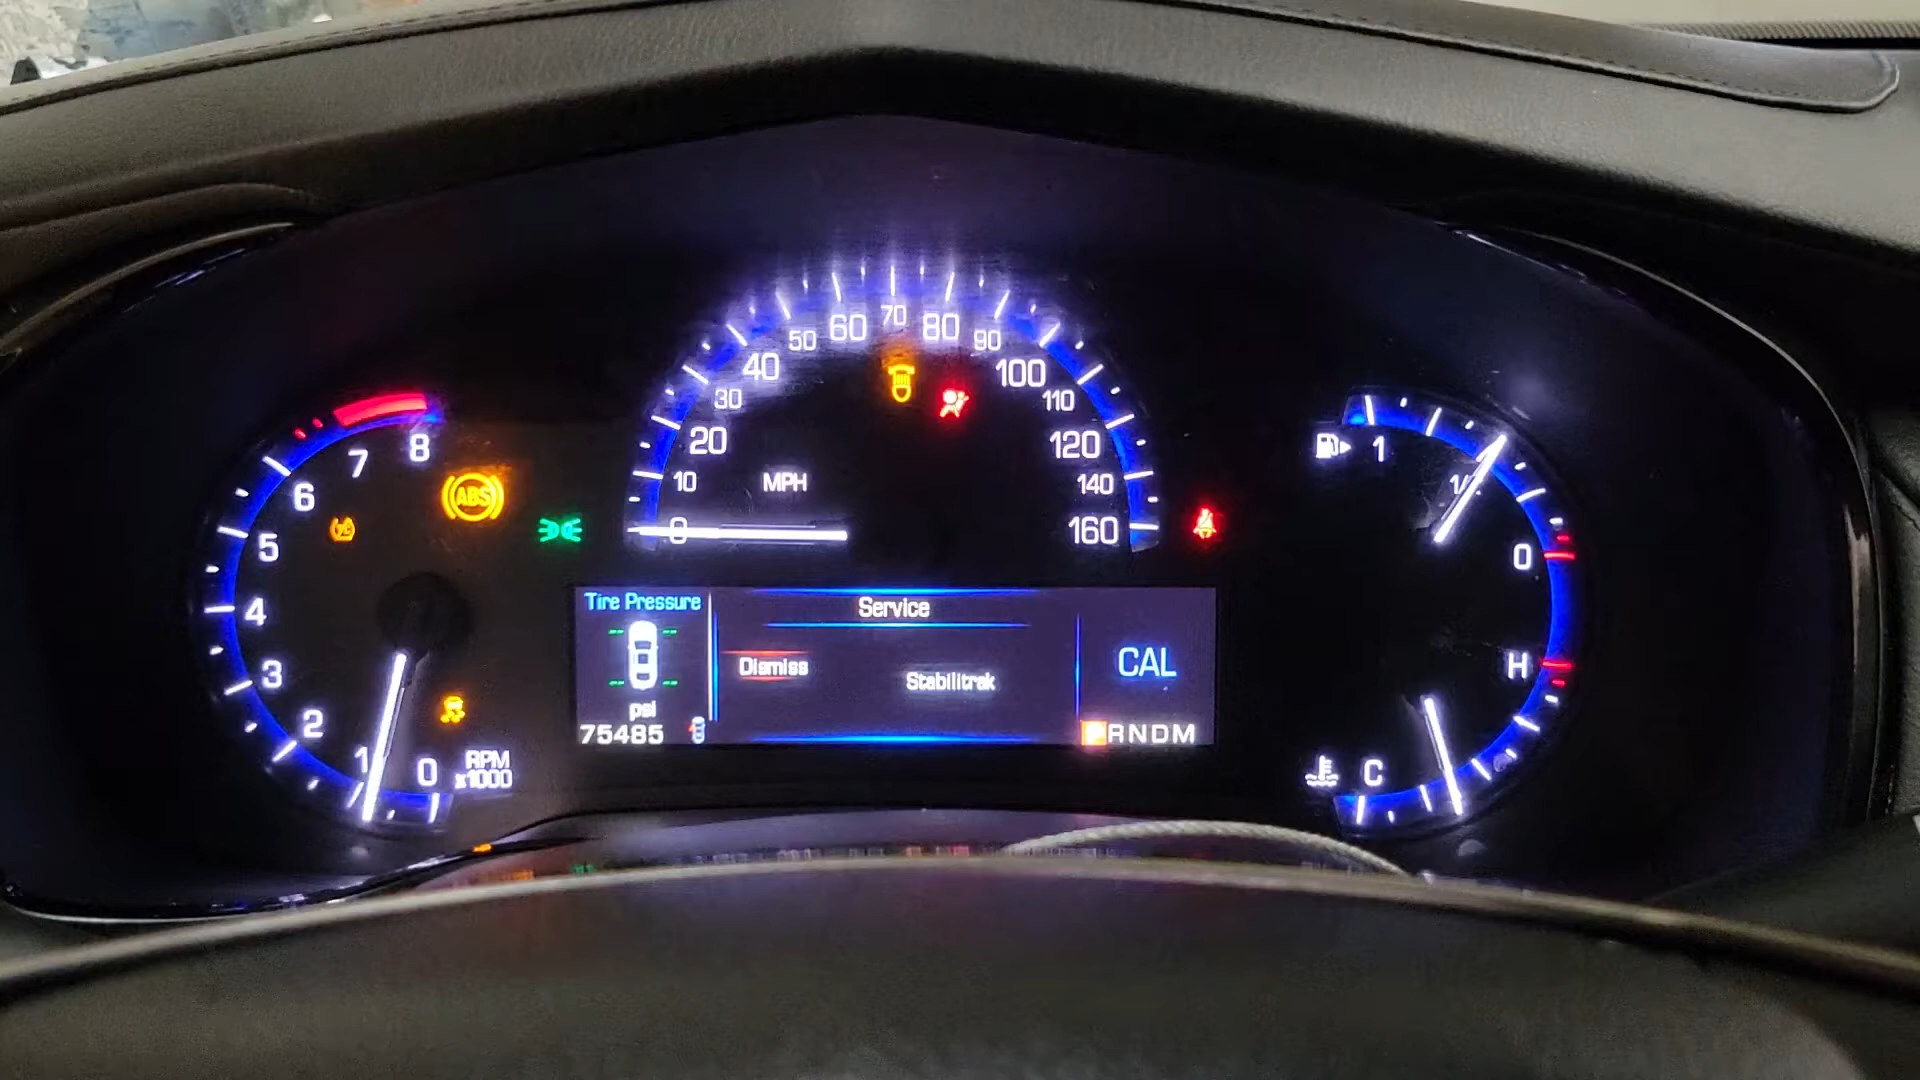 70
60 80
50 90
40 100
30 110
20 120
10 MPH 140
0 160
8
7
6
5
4
3
2
1
0
RPM
x1000
ABS
Tire Pressure
psi
75485
Service
Dismiss
Stabilitrak
CAL
PRNDM
1
0
H
C